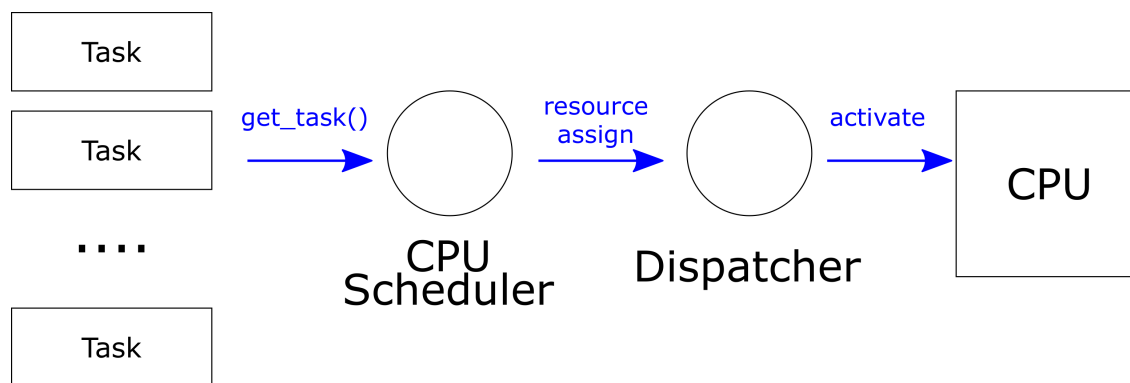 Task
Task
....
Task
get_task()
CPU
Scheduler
resource
assign
Dispatcher
activate
CPU